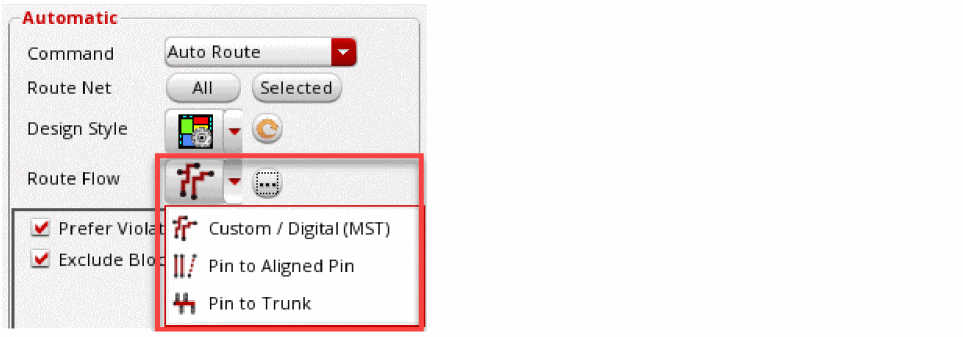 Automatic
Command Auto Route
Route Net All Selected
Design Style
Route Flow ...
Prefer Violat
Custom / Digital (MST)
Exclude Bloc
Pin to Aligned Pin
Pin to Trunk